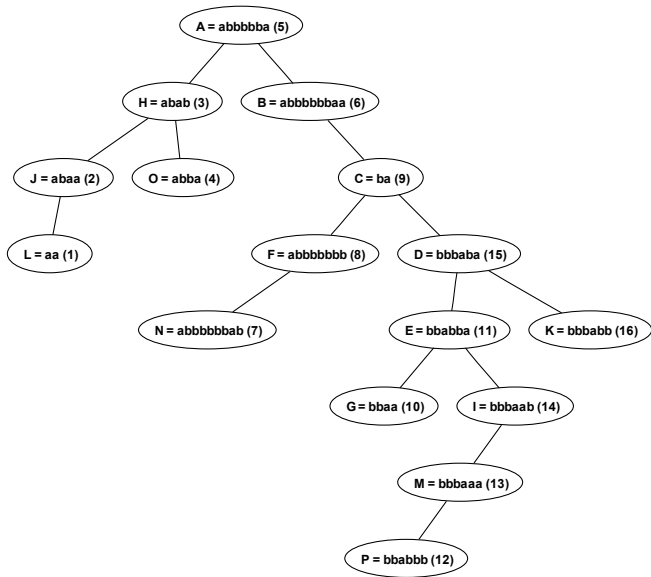 A = abbbbba (5)
H = abab (3)
B = abbbbbbaa (6)
J = abaa (2)
O = abba (4)
C = ba (9)
L = aa (1)
F = abbbbbbb (8)
D = bbbaba (15)
N = abbbbbbab (7)
E = bbabba (11)
K = bbbabb (16)
G = bbaa (10)
I = bbbaab (14)
M = bbbaaa (13)
P = bbabbb (12)